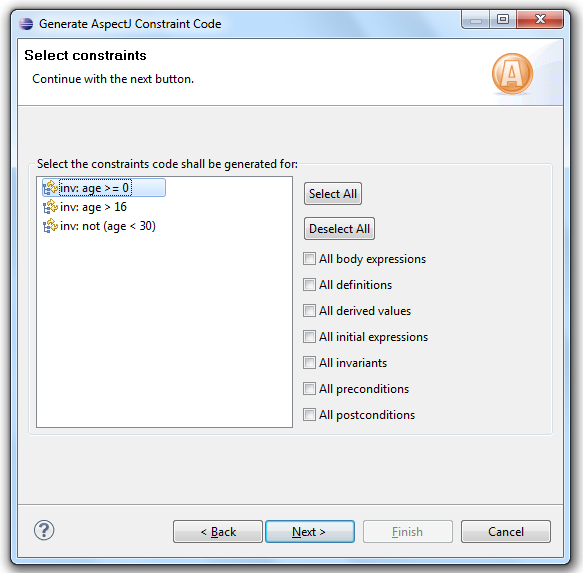 Generate AspectJ Constraint Code
Select constraints
Continue with the next button.
A
Select the constraints code shall be generated for:
inv: age >= 0
inv: age > 16
inv: not (age < 30)
Select All
Deselect All
All body expressions
All definitions
All derived values
All initial expressions
All invariants
All preconditions
All postconditions
?
< Back
Next >
Finish
Cancel